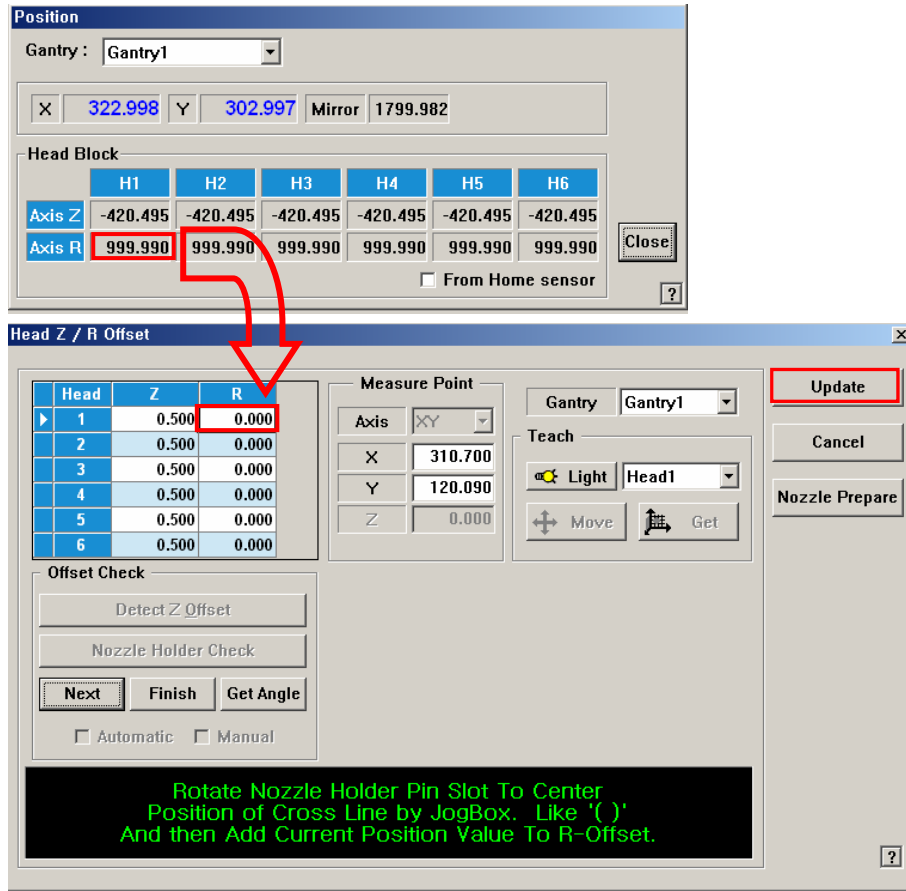 Position
Gantry : Gantry1
X 322.998 Y 302.997 Mirror 1799.982
Head Block
H1 H2 H3 H4 H5 H6
Axis Z -420.495 -420.495 -420.495 -420.495 -420.495 -420.495
Axis R 999.990 999.990 999.990 999.990 999.990 999.990
Close
From Home sensor
?
Head Z / R Offset
Head Z R
1 0.500 0.000
2 0.500 0.000
3 0.500 0.000
4 0.500 0.000
5 0.500 0.000
6 0.500 0.000
Measure Point
Axis XY
X 310.700
Y 120.090
Z 0.000
Gantry Gantry1
Teach
Light Head1
Move Get
Update
Cancel
Nozzle Prepare
Offset Check
Detect Z Offset
Nozzle Holder Check
Next Finish Get Angle
Automatic Manual
Rotate Nozzle Holder Pin Slot To Center
Position of Cross Line by JogBox. Like '( )'
And then Add Current Position Value To R-Offset.
?